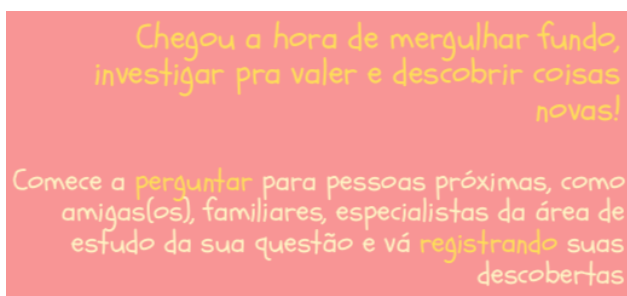 Chegou a hora de mergulhar fundo,
investigar pra valer e descobrir coisas
novas!
Comece a perguntar para pessoas próximas, como
amigas(os), familiares, especialistas da área de
estudo da sua questão e vá registrando suas
descobertas